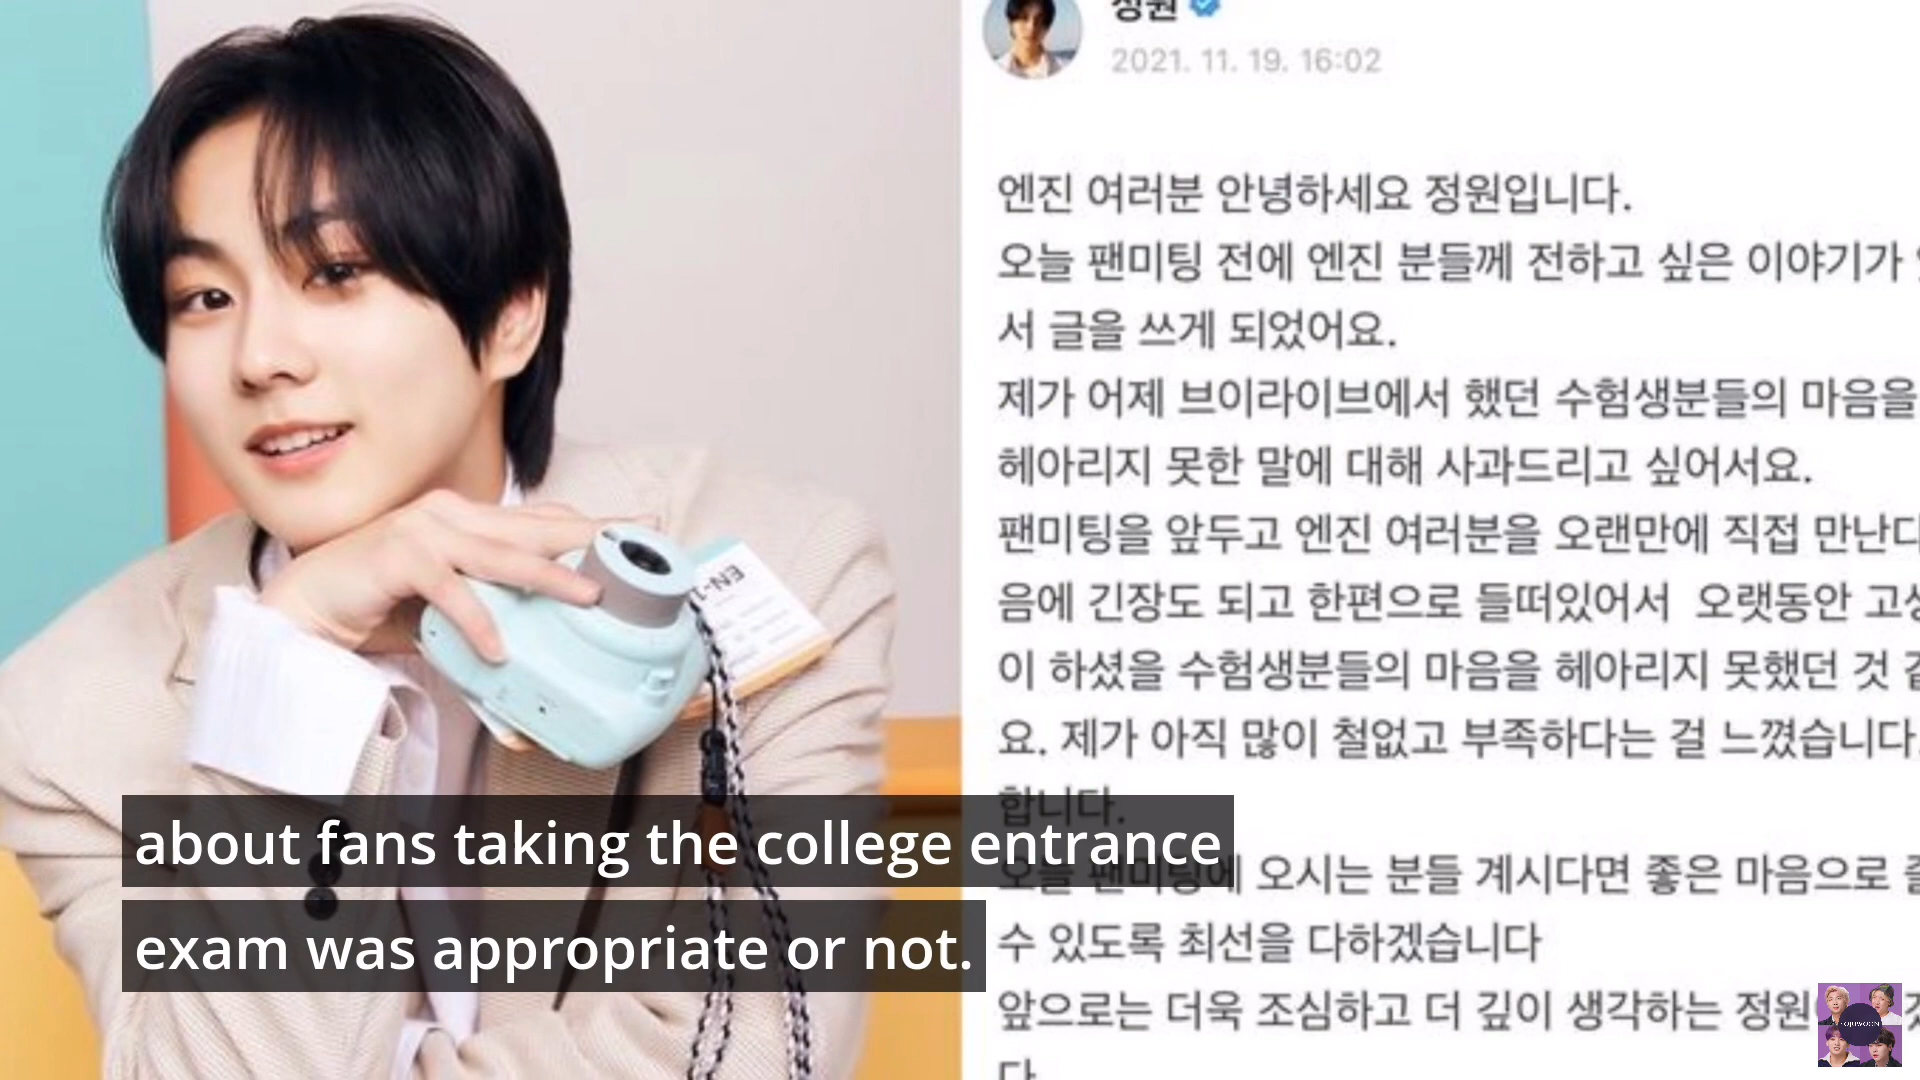 정원
2021. 11. 19. 16:02
엔진 여러분 안녕하세요 정원입니다.
오늘 팬미팅 전에 엔진 분들께 전하고 싶은 이야기가
서 글을 쓰게 되었어요.
제가 어제 브이라이브에서 했던 수험생분들의 마음을
헤아리지 못한 말에 대해 사과드리고 싶어서요.
팬미팅을 앞두고 엔진 여러분을 오랜만에 직접 만난다
음에 긴장도 되고 한편으로 들떠있어서 오랫동안 고생
이 하셨을 수험생분들의 마음을 헤아리지 못했던 것
요. 제가 아직 많이 철없고 부족하다는 걸 느꼈습니다.
합니다.
오늘 팬미팅에 오시는 분들 계시다면 좋은 마음으로
수 있도록 최선을 다하겠습니다
앞으로는 더욱 조심하고 더 깊이 생각하는 정원
다.
EN-
about fans taking the college entrance
exam was appropriate or not.